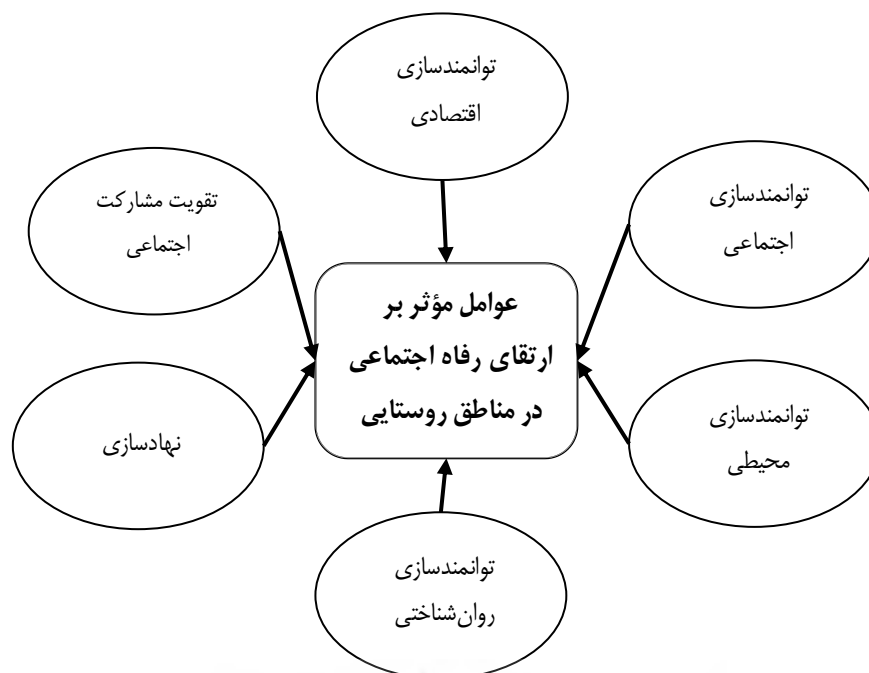 توانمندسازی
اقتصادی
توانمندسازی
اجتماعی
تقویت مشارکت
اجتماعی
عوامل مؤثر بر
ارتقای رفاه اجتماعی
در مناطق روستایی
توانمندسازی
محیطی
نهادسازی
توانمندسازی
روان‌شناختی